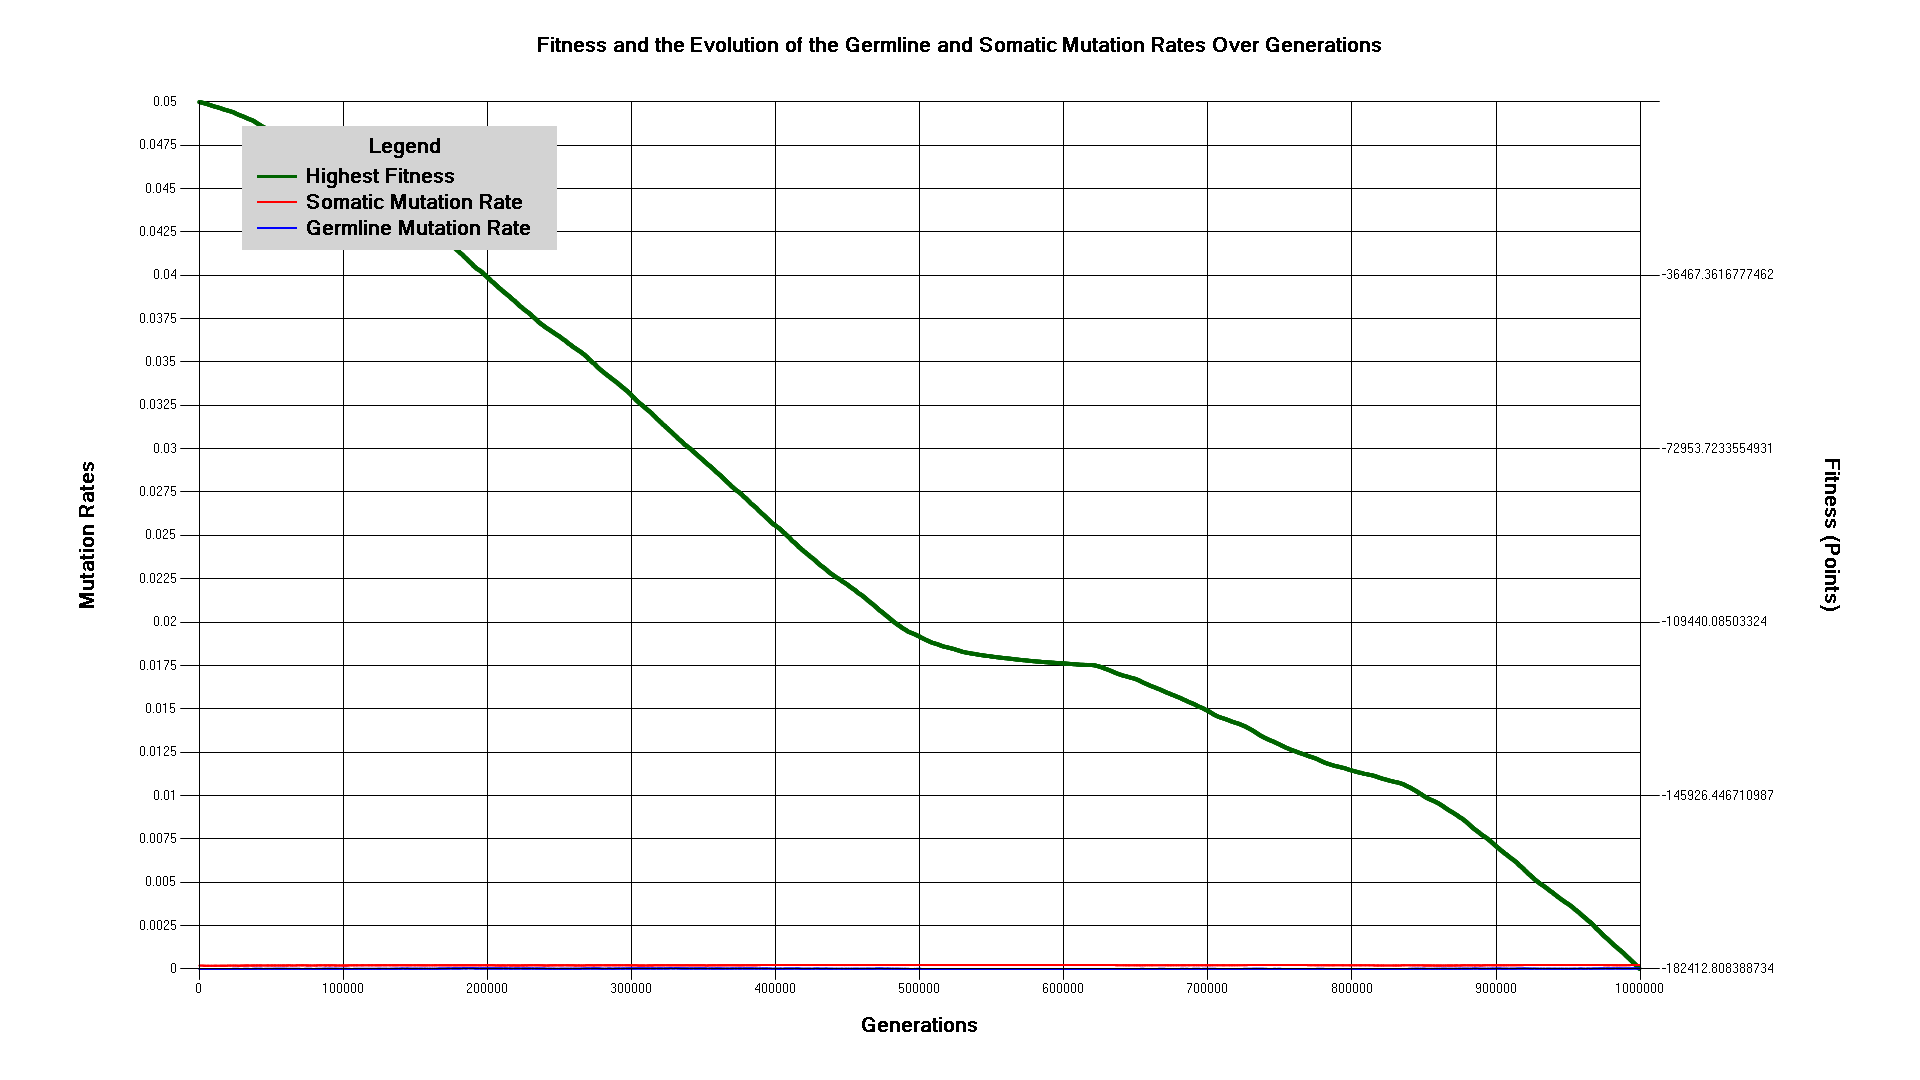 Fitness and the Evolution of the Germline and Somatic Mutation Rates Over Generations
Legend
Highest Fitness
Somatic Mutation Rate
Germline Mutation Rate
Mutation Rates
0.05
0.0475
0.045
0.0425
0.04
0.0375
0.035
0.0325
0.03
0.0275
0.025
0.0225
0.02
0.0175
0.015
0.0125
0.01
0.0075
0.005
0.0025
0
-36467.3616777462
-72953.7233554931
-109440.08503324
-145926.446710987
-182412.808388734
Fitness (Points)
0 100000 200000 300000 400000 500000 600000 700000 800000 900000 1000000
Generations